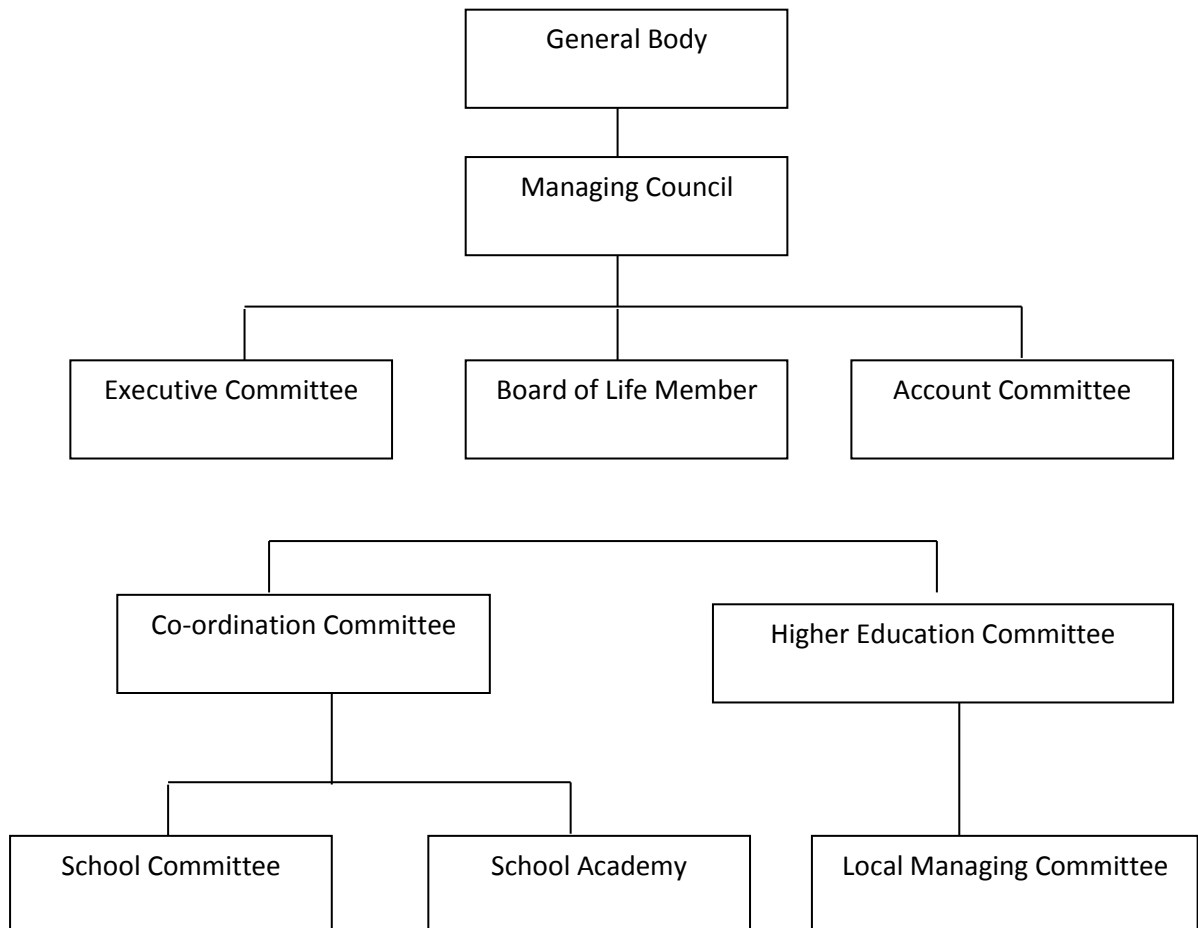 General Body
Managing Council
Executive Committee
Board of Life Member
Account Committee
Co-ordination Committee
Higher Education Committee
School Committee
School Academy
Local Managing Committee